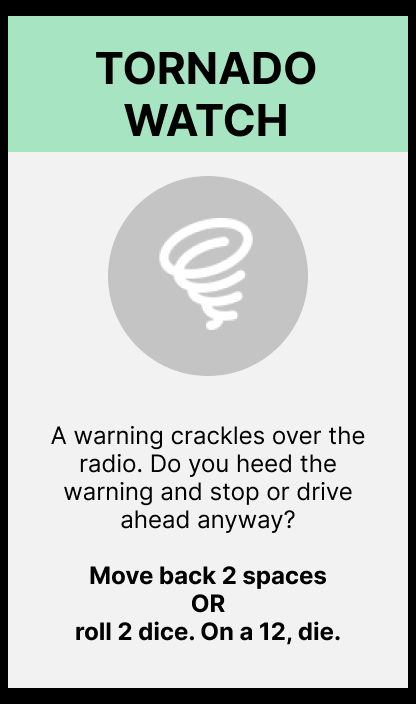 TORNADO
WATCH
A warning crackles over the
radio. Do you heed the
warning and stop or drive
ahead anyway?
Move back 2 spaces
OR
roll 2 dice. On a 12, die.